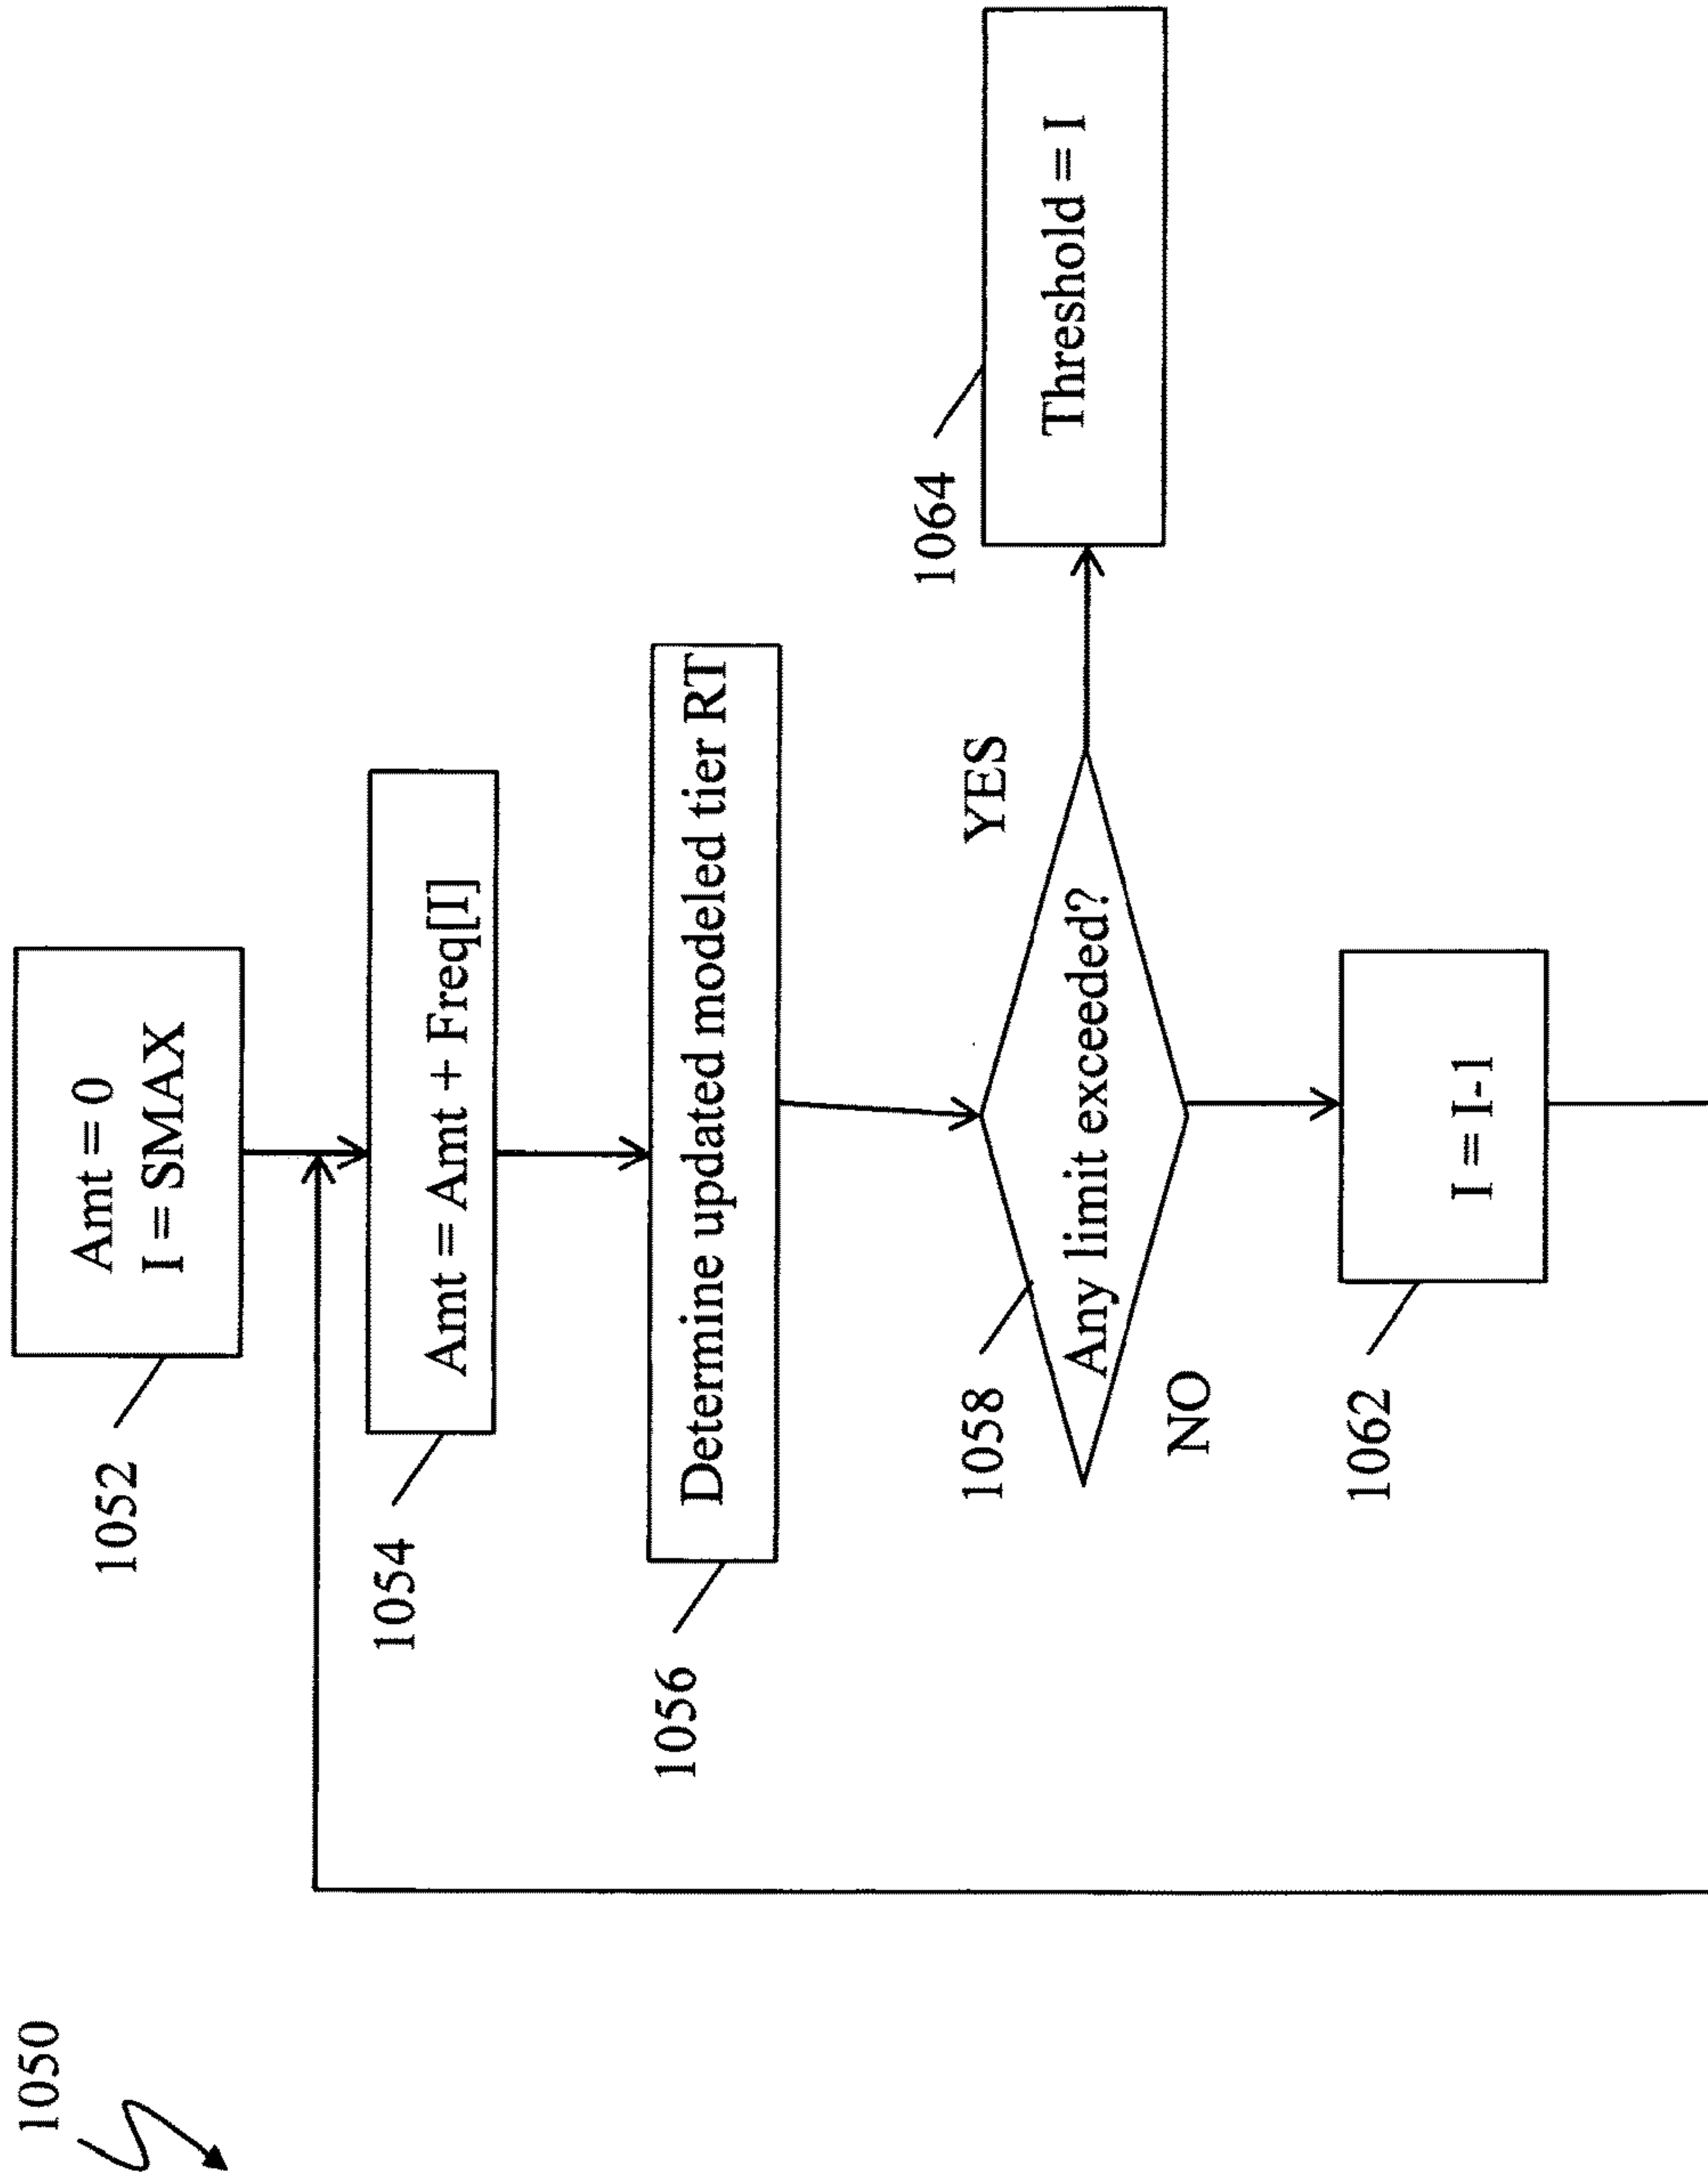 1050
1052
Amt = 0
I = SMAX
1054
Amt = Amt + Freq[I]
1056
Determine updated modeled tier RT
1058
Any limit exceeded?
YES
NO
1064
Threshold = I
1062
I = I-1